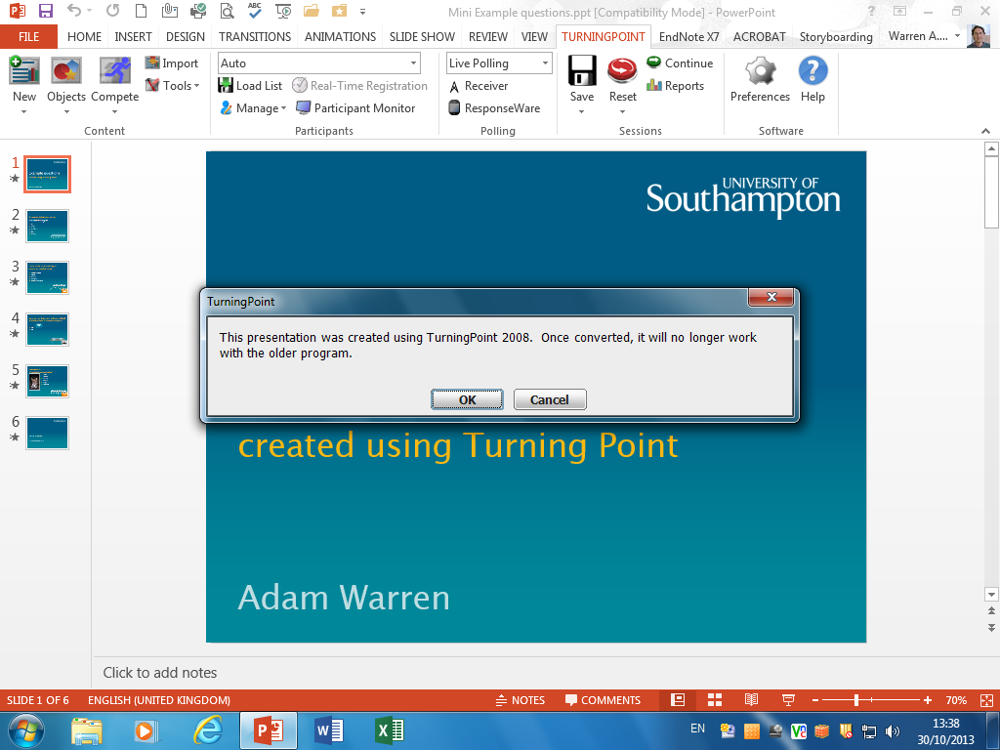 Mini Example questions.ppt [Compatibility Mode] - PowerPoint
FILE HOME INSERT DESIGN TRANSITIONS ANIMATIONS SLIDE SHOW REVIEW VIEW TURNINGPOINT EndNote X7 ACROBAT Storyboarding Warren A....
New
Objects
Compete
Import
Tools
Content
Auto
Load List Real-Time Registration
Manage Participant Monitor
Participants
Live Polling
Receiver
ResponseWare
Polling
Save
Reset
Continue
Reports
Sessions
Preferences
Help
Software
1
2
3
4
5
6
UNIVERSITY OF
Southampton
TurningPoint
This presentation was created using TurningPoint 2008. Once converted, it will no longer work
with the older program.
OK Cancel
created using Turning Point
Adam Warren
Click to add notes
SLIDE 1 OF 6 ENGLISH (UNITED KINGDOM) NOTES COMMENTS 70%
EN
13:38
30/10/2013